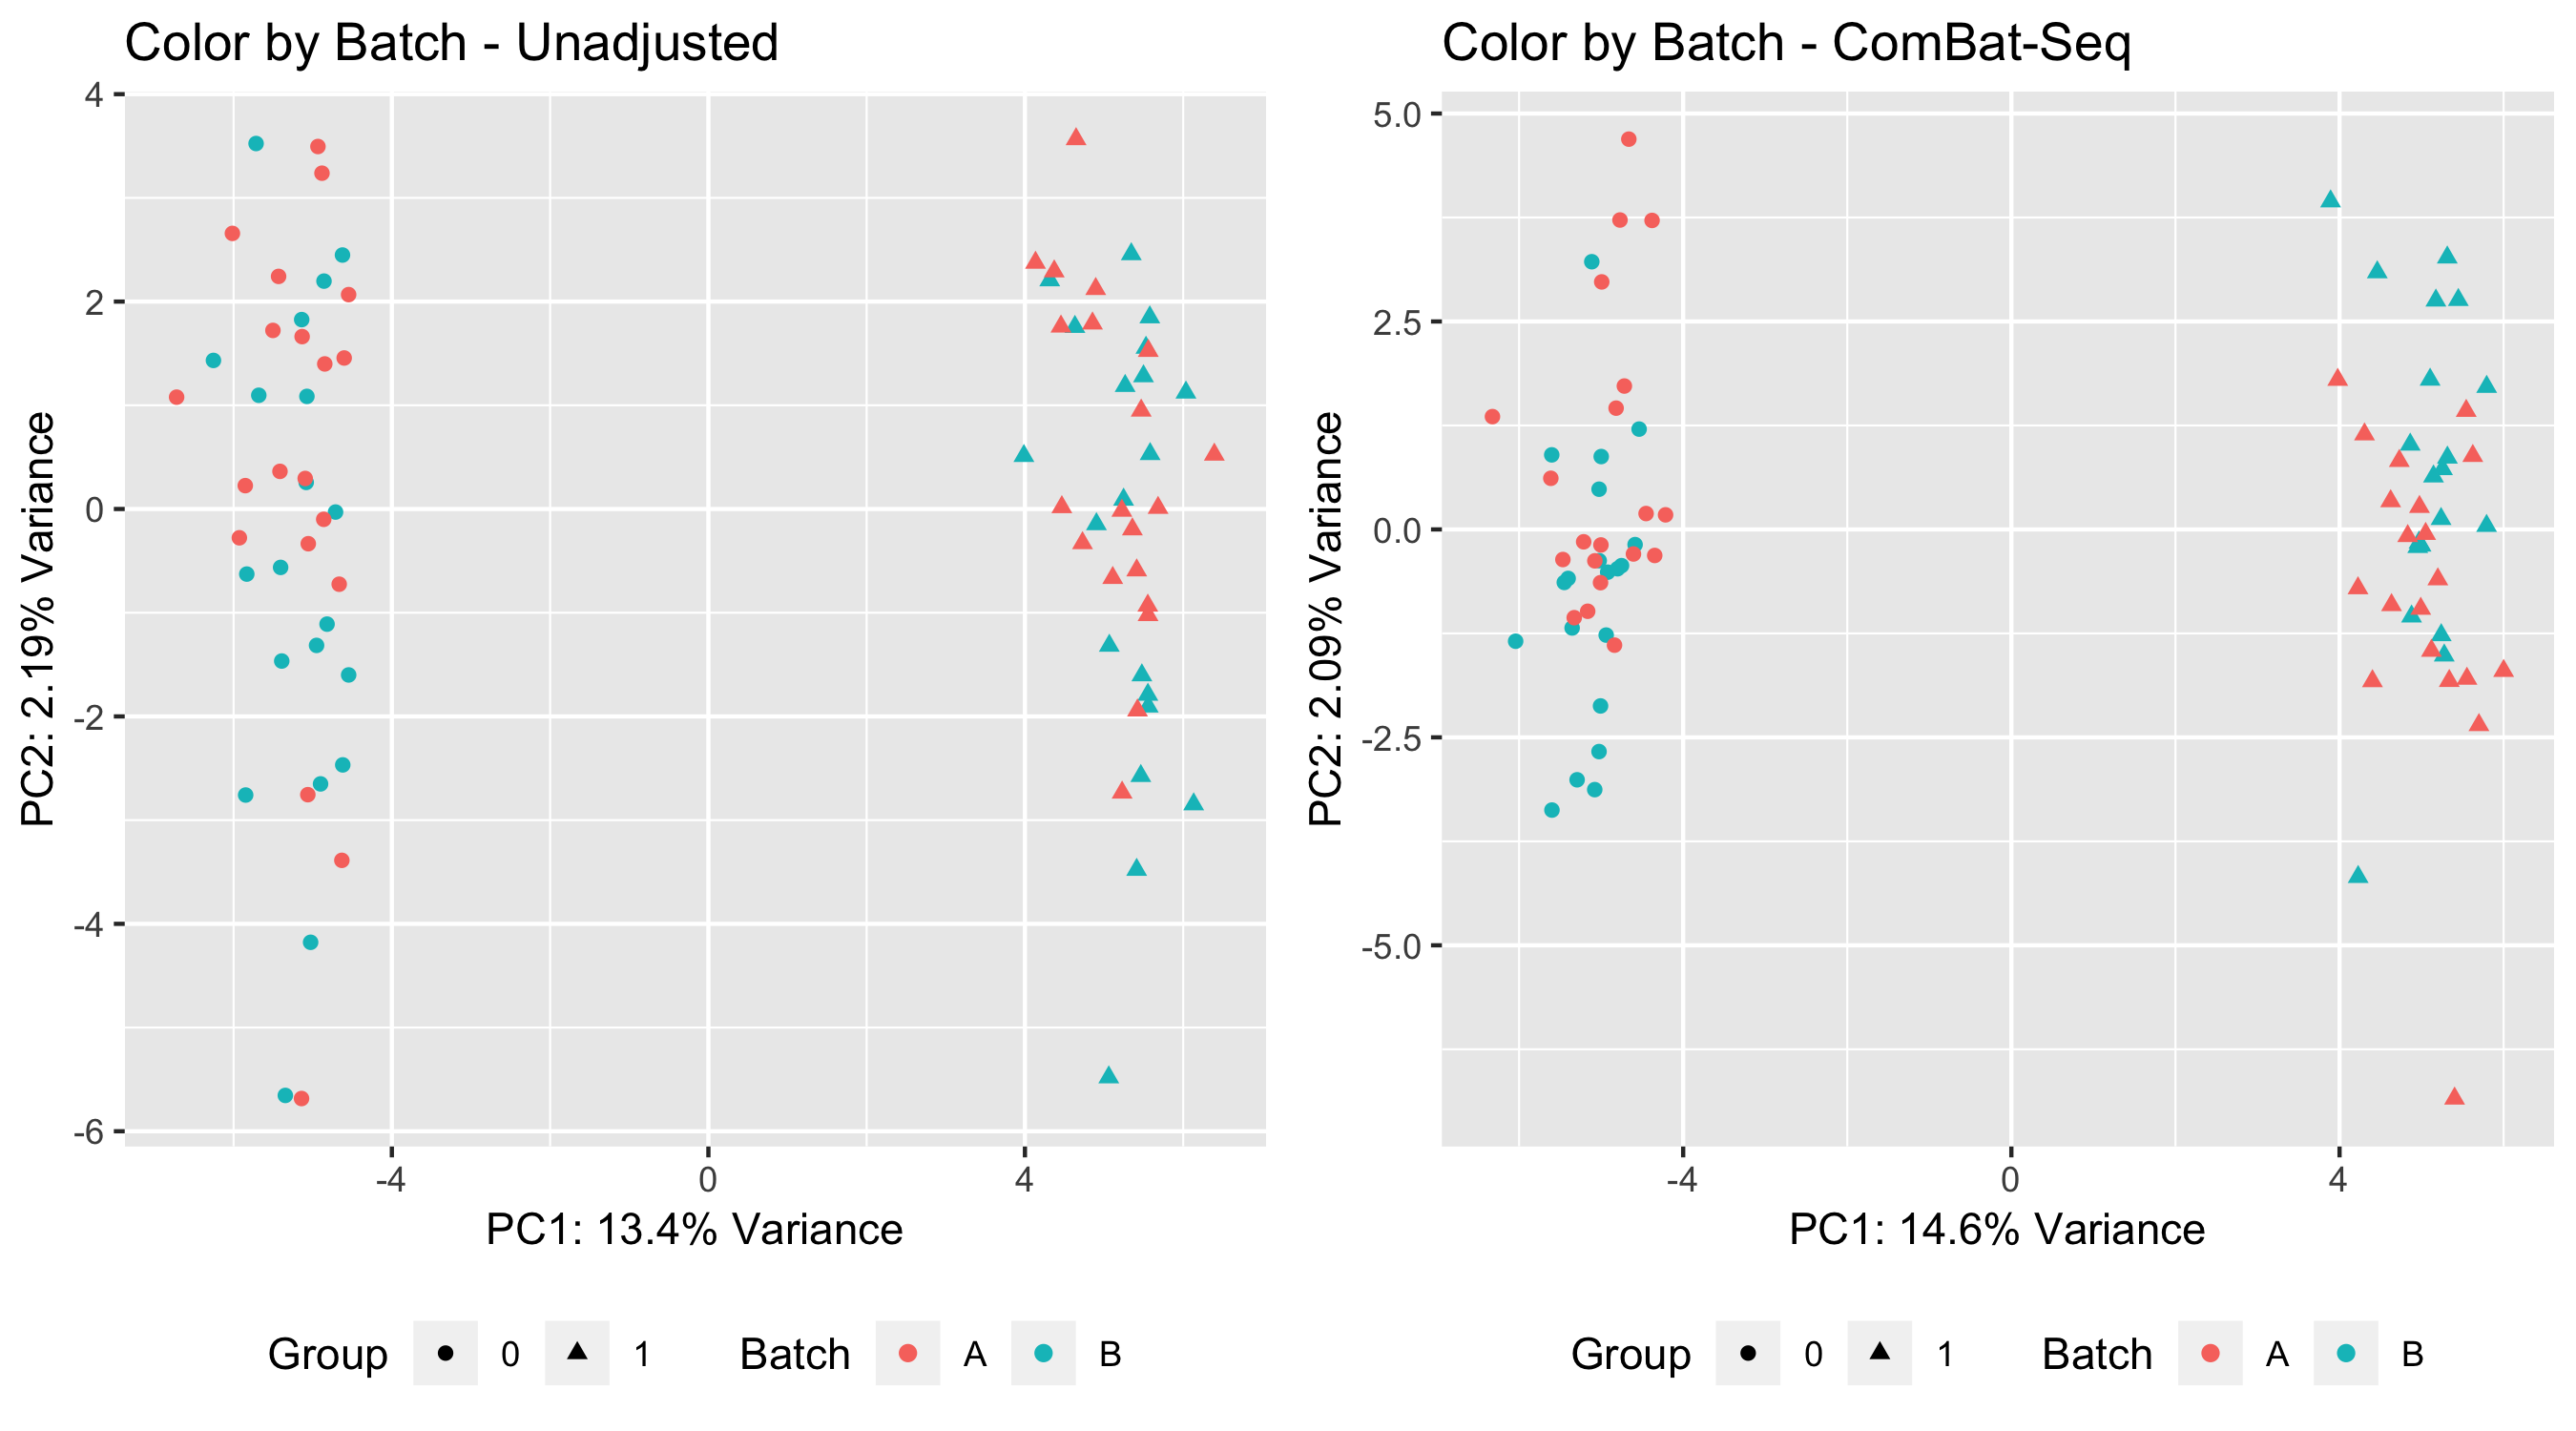 Color by Batch - Unadjusted
4
2
0
-2
-4
-6
PC2: 2.19% Variance
-4 0 4
PC1: 13.4% Variance
Group 0 1 Batch A B
Color by Batch - ComBat-Seq
5.0
2.5
0.0
-2.5
-5.0
PC2: 2.09% Variance
-4 0 4
PC1: 14.6% Variance
Group 0 1 Batch A B